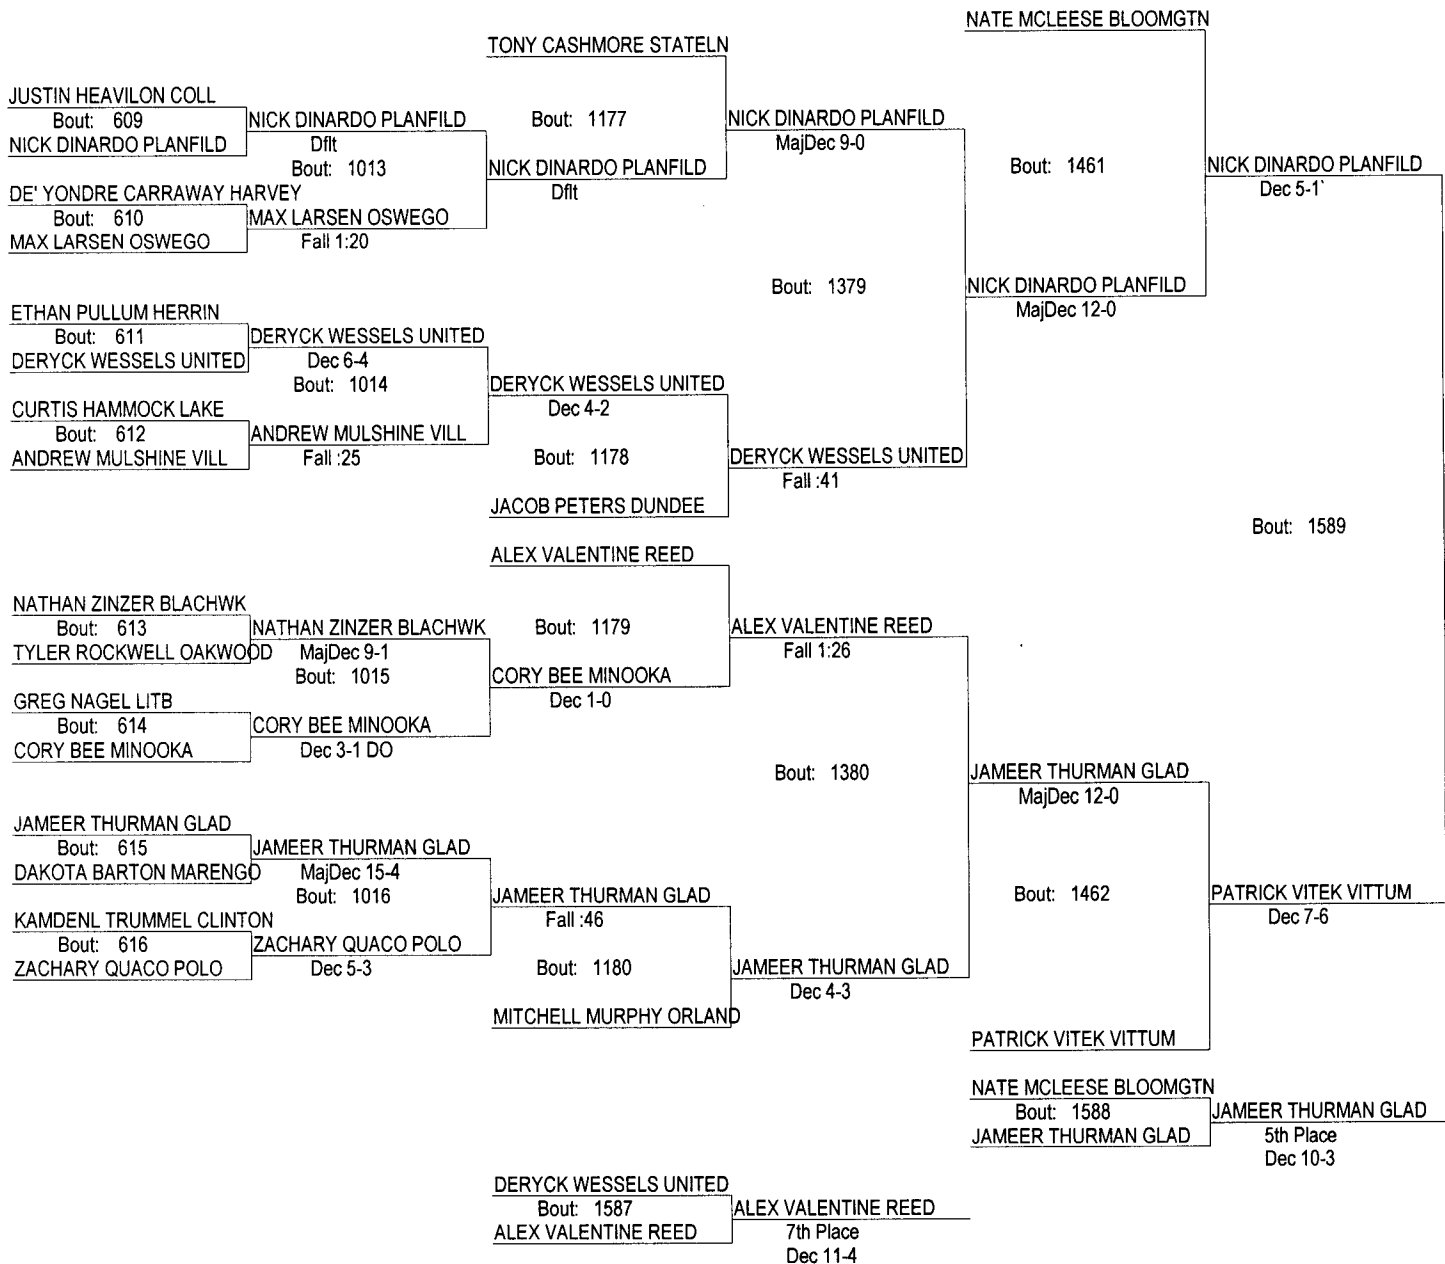 NATE MCLEESE BLOOMGTN
TONY CASHMORE STATELN
JUSTIN HEAVILON COLL
Bout: 609
NICK DINARDO PLANFILD
NICK DINARDO PLANFILD
Dflt
Bout: 1013
Bout: 1177
NICK DINARDO PLANFILD
MajDec 9-0
Bout: 1461
NICK DINARDO PLANFILD
Dec 5-1
NICK DINARDO PLANFILD
Dflt
DE' YONDRE CARRAWAY HARVEY
Bout: 610
MAX LARSEN OSWEGO
MAX LARSEN OSWEGO
Fall 1:20
Bout: 1379
NICK DINARDO PLANFILD
MajDec 12-0
ETHAN PULLUM HERRIN
Bout: 611
DERYCK WESSELS UNITED
DERYCK WESSELS UNITED
Dec 6-4
Bout: 1014
DERYCK WESSELS UNITED
Dec 4-2
CURTIS HAMMOCK LAKE
Bout: 612
ANDREW MULSHINE VILL
ANDREW MULSHINE VILL
Fall :25
Bout: 1178
DERYCK WESSELS UNITED
Fall :41
JACOB PETERS DUNDEE
Bout: 1589
ALEX VALENTINE REED
NATHAN ZINZER BLACHWK
Bout: 613
TYLER ROCKWELL OAKWOOD
NATHAN ZINZER BLACHWK
MajDec 9-1
Bout: 1015
Bout: 1179
ALEX VALENTINE REED
Fall 1:26
CORY BEE MINOOKA
Dec 1-0
GREG NAGEL LITB
Bout: 614
CORY BEE MINOOKA
CORY BEE MINOOKA
Dec 3-1 DO
Bout: 1380
JAMEER THURMAN GLAD
MajDec 12-0
JAMEER THURMAN GLAD
Bout: 615
DAKOTA BARTON MARENGO
JAMEER THURMAN GLAD
MajDec 15-4
Bout: 1016
JAMEER THURMAN GLAD
Fall :46
Bout: 1462
PATRICK VITEK VITTUM
Dec 7-6
KAMDENL TRUMMEL CLINTON
Bout: 616
ZACHARY QUACO POLO
ZACHARY QUACO POLO
Dec 5-3
Bout: 1180
JAMEER THURMAN GLAD
Dec 4-3
MITCHELL MURPHY ORLAND
PATRICK VITEK VITTUM
NATE MCLEESE BLOOMGTN
Bout: 1588
JAMEER THURMAN GLAD
JAMEER THURMAN GLAD
5th Place
Dec 10-3
DERYCK WESSELS UNITED
Bout: 1587
ALEX VALENTINE REED
ALEX VALENTINE REED
7th Place
Dec 11-4